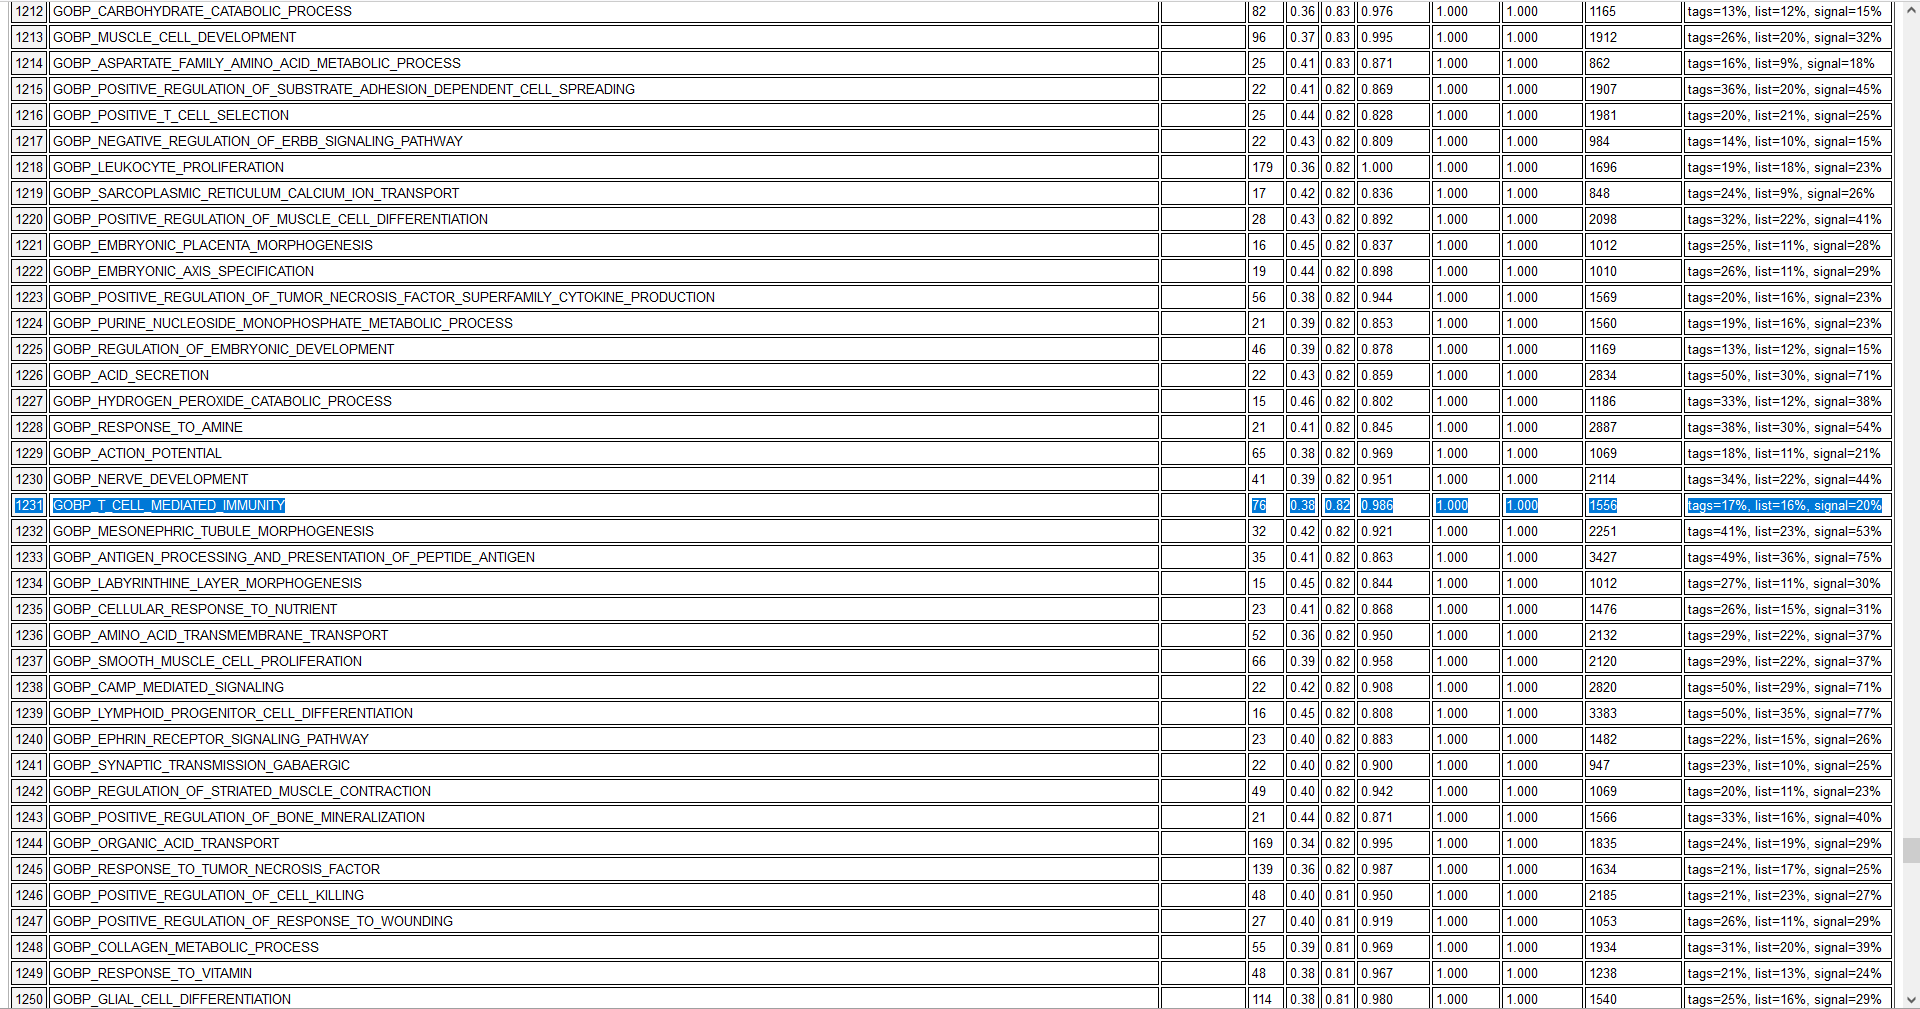 1212 GOBP_CARBOHYDRATE_CATABOLIC_PROCESS 82 0.36 0.83 0.976 1.000 1.000 1165 tags=13%, list=12%, signal=15%
1213 GOBP_MUSCLE_CELL_DEVELOPMENT 96 0.37 0.83 0.995 1.000 1.000 1912 tags=26%, list=20%, signal=32%
1214 GOBP_ASPARTATE_FAMILY_AMINO_ACID_METABOLIC_PROCESS 25 0.41 0.83 0.871 1.000 1.000 862 tags=16%, list=9%, signal=18%
1215 GOBP_POSITIVE_REGULATION_OF_SUBSTRATE_ADHESION_DEPENDENT_CELL_SPREADING 22 0.41 0.82 0.869 1.000 1.000 1907 tags=36%, list=20%, signal=45%
1216 GOBP_POSITIVE_T_CELL_SELECTION 25 0.44 0.82 0.828 1.000 1.000 1981 tags=20%, list=21%, signal=25%
1217 GOBP_NEGATIVE_REGULATION_OF_ERBB_SIGNALING_PATHWAY 22 0.43 0.82 0.809 1.000 1.000 984 tags=14%, list=10%, signal=15%
1218 GOBP_LEUKOCYTE_PROLIFERATION 179 0.36 0.82 1.000 1.000 1.000 1696 tags=19%, list=18%, signal=23%
1219 GOBP_SARCOPLASMIC_RETICULUM_CALCIUM_ION_TRANSPORT 17 0.42 0.82 0.836 1.000 1.000 848 tags=24%, list=9%, signal=26%
1220 GOBP_POSITIVE_REGULATION_OF_MUSCLE_CELL_DIFFERENTIATION 28 0.43 0.82 0.892 1.000 1.000 2098 tags=32%, list=22%, signal=41%
1221 GOBP_EMBRYONIC_PLACENTA_MORPHOGENESIS 16 0.45 0.82 0.837 1.000 1.000 1012 tags=25%, list=11%, signal=28%
1222 GOBP_EMBRYONIC_AXIS_SPECIFICATION 19 0.44 0.82 0.898 1.000 1.000 1010 tags=26%, list=11%, signal=29%
1223 GOBP_POSITIVE_REGULATION_OF_TUMOR_NECROSIS_FACTOR_SUPERFAMILY_CYTOKINE_PRODUCTION 56 0.38 0.82 0.944 1.000 1.000 1569 tags=20%, list=16%, signal=23%
1224 GOBP_PURINE_NUCLEOSIDE_MONOPHOSPHATE_METABOLIC_PROCESS 21 0.39 0.82 0.853 1.000 1.000 1560 tags=19%, list=16%, signal=23%
1225 GOBP_REGULATION_OF_EMBRYONIC_DEVELOPMENT 46 0.39 0.82 0.878 1.000 1.000 1169 tags=13%, list=12%, signal=15%
1226 GOBP_ACID_SECRETION 22 0.43 0.82 0.859 1.000 1.000 2834 tags=50%, list=30%, signal=71%
1227 GOBP_HYDROGEN_PEROXIDE_CATABOLIC_PROCESS 15 0.46 0.82 0.802 1.000 1.000 1186 tags=33%, list=12%, signal=38%
1228 GOBP_RESPONSE_TO_AMINE 21 0.41 0.82 0.845 1.000 1.000 2887 tags=38%, list=30%, signal=54%
1229 GOBP_ACTION_POTENTIAL 65 0.38 0.82 0.969 1.000 1.000 1069 tags=18%, list=11%, signal=21%
1230 GOBP_NERVE_DEVELOPMENT 41 0.39 0.82 0.951 1.000 1.000 2114 tags=34%, list=22%, signal=44%
1231 GOBP_T_CELL_MEDIATED_IMMUNITY 76 0.38 0.82 0.986 1.000 1.000 1556 tags=17%, list=16%, signal=20%
1232 GOBP_MESONEPHRIC_TUBULE_MORPHOGENESIS 32 0.42 0.82 0.921 1.000 1.000 2251 tags=41%, list=23%, signal=53%
1233 GOBP_ANTIGEN_PROCESSING_AND_PRESENTATION_OF_PEPTIDE_ANTIGEN 35 0.41 0.82 0.863 1.000 1.000 3427 tags=49%, list=36%, signal=75%
1234 GOBP_LABYRINTHINE_LAYER_MORPHOGENESIS 15 0.45 0.82 0.844 1.000 1.000 1012 tags=27%, list=11%, signal=30%
1235 GOBP_CELLULAR_RESPONSE_TO_NUTRIENT 23 0.41 0.82 0.868 1.000 1.000 1476 tags=26%, list=15%, signal=31%
1236 GOBP_AMINO_ACID_TRANSMEMBRANE_TRANSPORT 52 0.36 0.82 0.950 1.000 1.000 2132 tags=29%, list=22%, signal=37%
1237 GOBP_SMOOTH_MUSCLE_CELL_PROLIFERATION 66 0.39 0.82 0.958 1.000 1.000 2120 tags=29%, list=22%, signal=37%
1238 GOBP_CAMP_MEDIATED_SIGNALING 22 0.42 0.82 0.908 1.000 1.000 2820 tags=50%, list=29%, signal=71%
1239 GOBP_LYMPHOID_PROGENITOR_CELL_DIFFERENTIATION 16 0.45 0.82 0.808 1.000 1.000 3383 tags=50%, list=35%, signal=77%
1240 GOBP_EPHRIN_RECEPTOR_SIGNALING_PATHWAY 23 0.40 0.82 0.883 1.000 1.000 1482 tags=22%, list=15%, signal=26%
1241 GOBP_SYNAPTIC_TRANSMISSION_GABAERGIC 22 0.40 0.82 0.900 1.000 1.000 947 tags=23%, list=10%, signal=25%
1242 GOBP_REGULATION_OF_STRIATED_MUSCLE_CONTRACTION 49 0.40 0.82 0.942 1.000 1.000 1069 tags=20%, list=11%, signal=23%
1243 GOBP_POSITIVE_REGULATION_OF_BONE_MINERALIZATION 21 0.44 0.82 0.871 1.000 1.000 1566 tags=33%, list=16%, signal=40%
1244 GOBP_ORGANIC_ACID_TRANSPORT 169 0.34 0.82 0.995 1.000 1.000 1835 tags=24%, list=19%, signal=29%
1245 GOBP_RESPONSE_TO_TUMOR_NECROSIS_FACTOR 139 0.36 0.82 0.987 1.000 1.000 1634 tags=21%, list=17%, signal=25%
1246 GOBP_POSITIVE_REGULATION_OF_CELL_KILLING 48 0.40 0.81 0.950 1.000 1.000 2185 tags=21%, list=23%, signal=27%
1247 GOBP_POSITIVE_REGULATION_OF_RESPONSE_TO_WOUNDING 27 0.40 0.81 0.919 1.000 1.000 1053 tags=26%, list=11%, signal=29%
1248 GOBP_COLLAGEN_METABOLIC_PROCESS 55 0.39 0.81 0.969 1.000 1.000 1934 tags=31%, list=20%, signal=39%
1249 GOBP_RESPONSE_TO_VITAMIN 48 0.38 0.81 0.967 1.000 1.000 1238 tags=21%, list=13%, signal=24%
1250 GOBP_GLIAL_CELL_DIFFERENTIATION 114 0.38 0.81 0.980 1.000 1.000 1540 tags=25%, list=16%, signal=29%